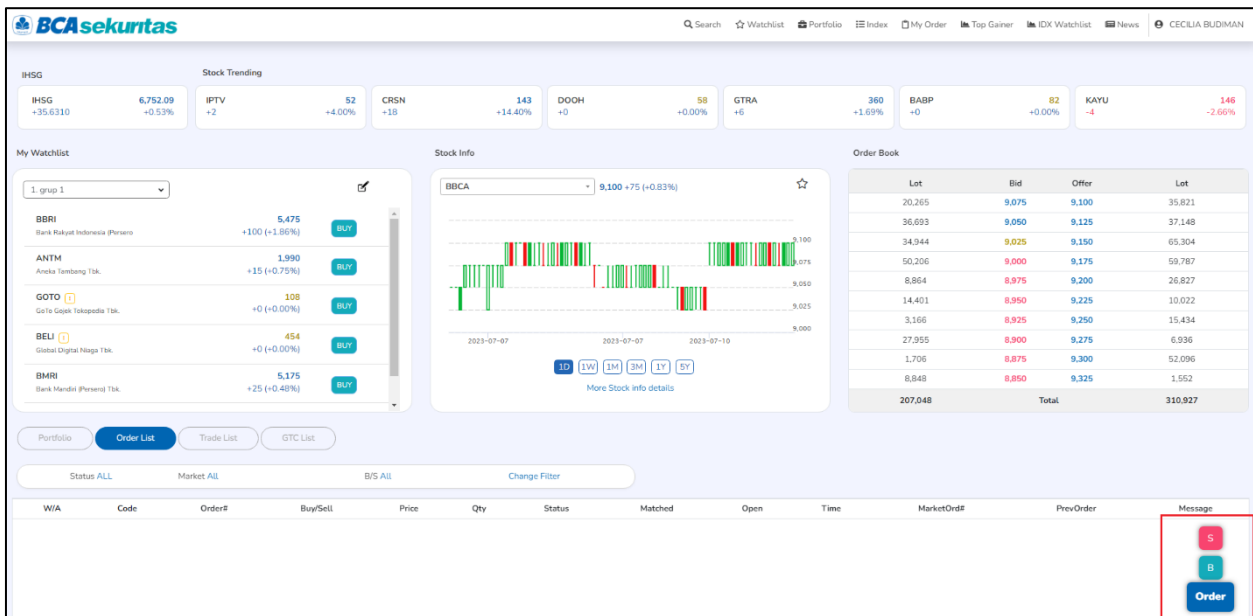 BCA sekuritas
Search Watchlist Portfolio Index My Order Top Gainer IDX Watchlist News CECILIA BUDIMAN
IHSG Stock Trending
IHSG 6,752.09 IPTV 52 CRSN 143 DOOH 58 GTRA 360 BABP 82 KAYU 146
+35.6310 +0.53% +2 +4.00% +18 +14.40% +0 +0.00% +6 +1.69% +0 +0.00% -4 -2.66%
My Watchlist
1. grup 1
BBRI 5,475
Bank Rakyat Indonesia (Persero +100 (+1.86%) BUY
ANTM 1,990
Aneka Tambang Tbk. +15 (+0.75%) BUY
GOTO ! 108
GoTo Gojek Tokopedia Tbk. +0 (+0.00%) BUY
BELI ! 454
Global Digital Niaga Tbk. +0 (+0.00%) BUY
BMRI 5,175
Bank Mandiri (Persero) Tbk. +25 (+0.48%) BUY
Stock Info
BBCA 9,100 +75 (+0.83%)
9,100
9,075
9,050
9,025
9,000
2023-07-07 2023-07-07 2023-07-10
1D 1W 1M 3M 1Y 5Y
More Stock info details
Order Book
Lot Bid Offer Lot
20,265 9,075 9,100 35,821
36,693 9,050 9,125 37,148
34,944 9,025 9,150 65,304
50,206 9,000 9,175 59,787
8,864 8,975 9,200 26,827
14,401 8,950 9,225 10,022
3,166 8,925 9,250 15,434
27,955 8,900 9,275 6,936
1,706 8,875 9,300 52,096
8,848 8,850 9,325 1,552
207,048 Total 310,927
Portfolio Order List Trade List GTC List
Status ALL Market All B/S All Change Filter
W/A Code Order# Buy/Sell Price Qty Status Matched Open Time MarketOrd# PrevOrder Message
S
B
Order